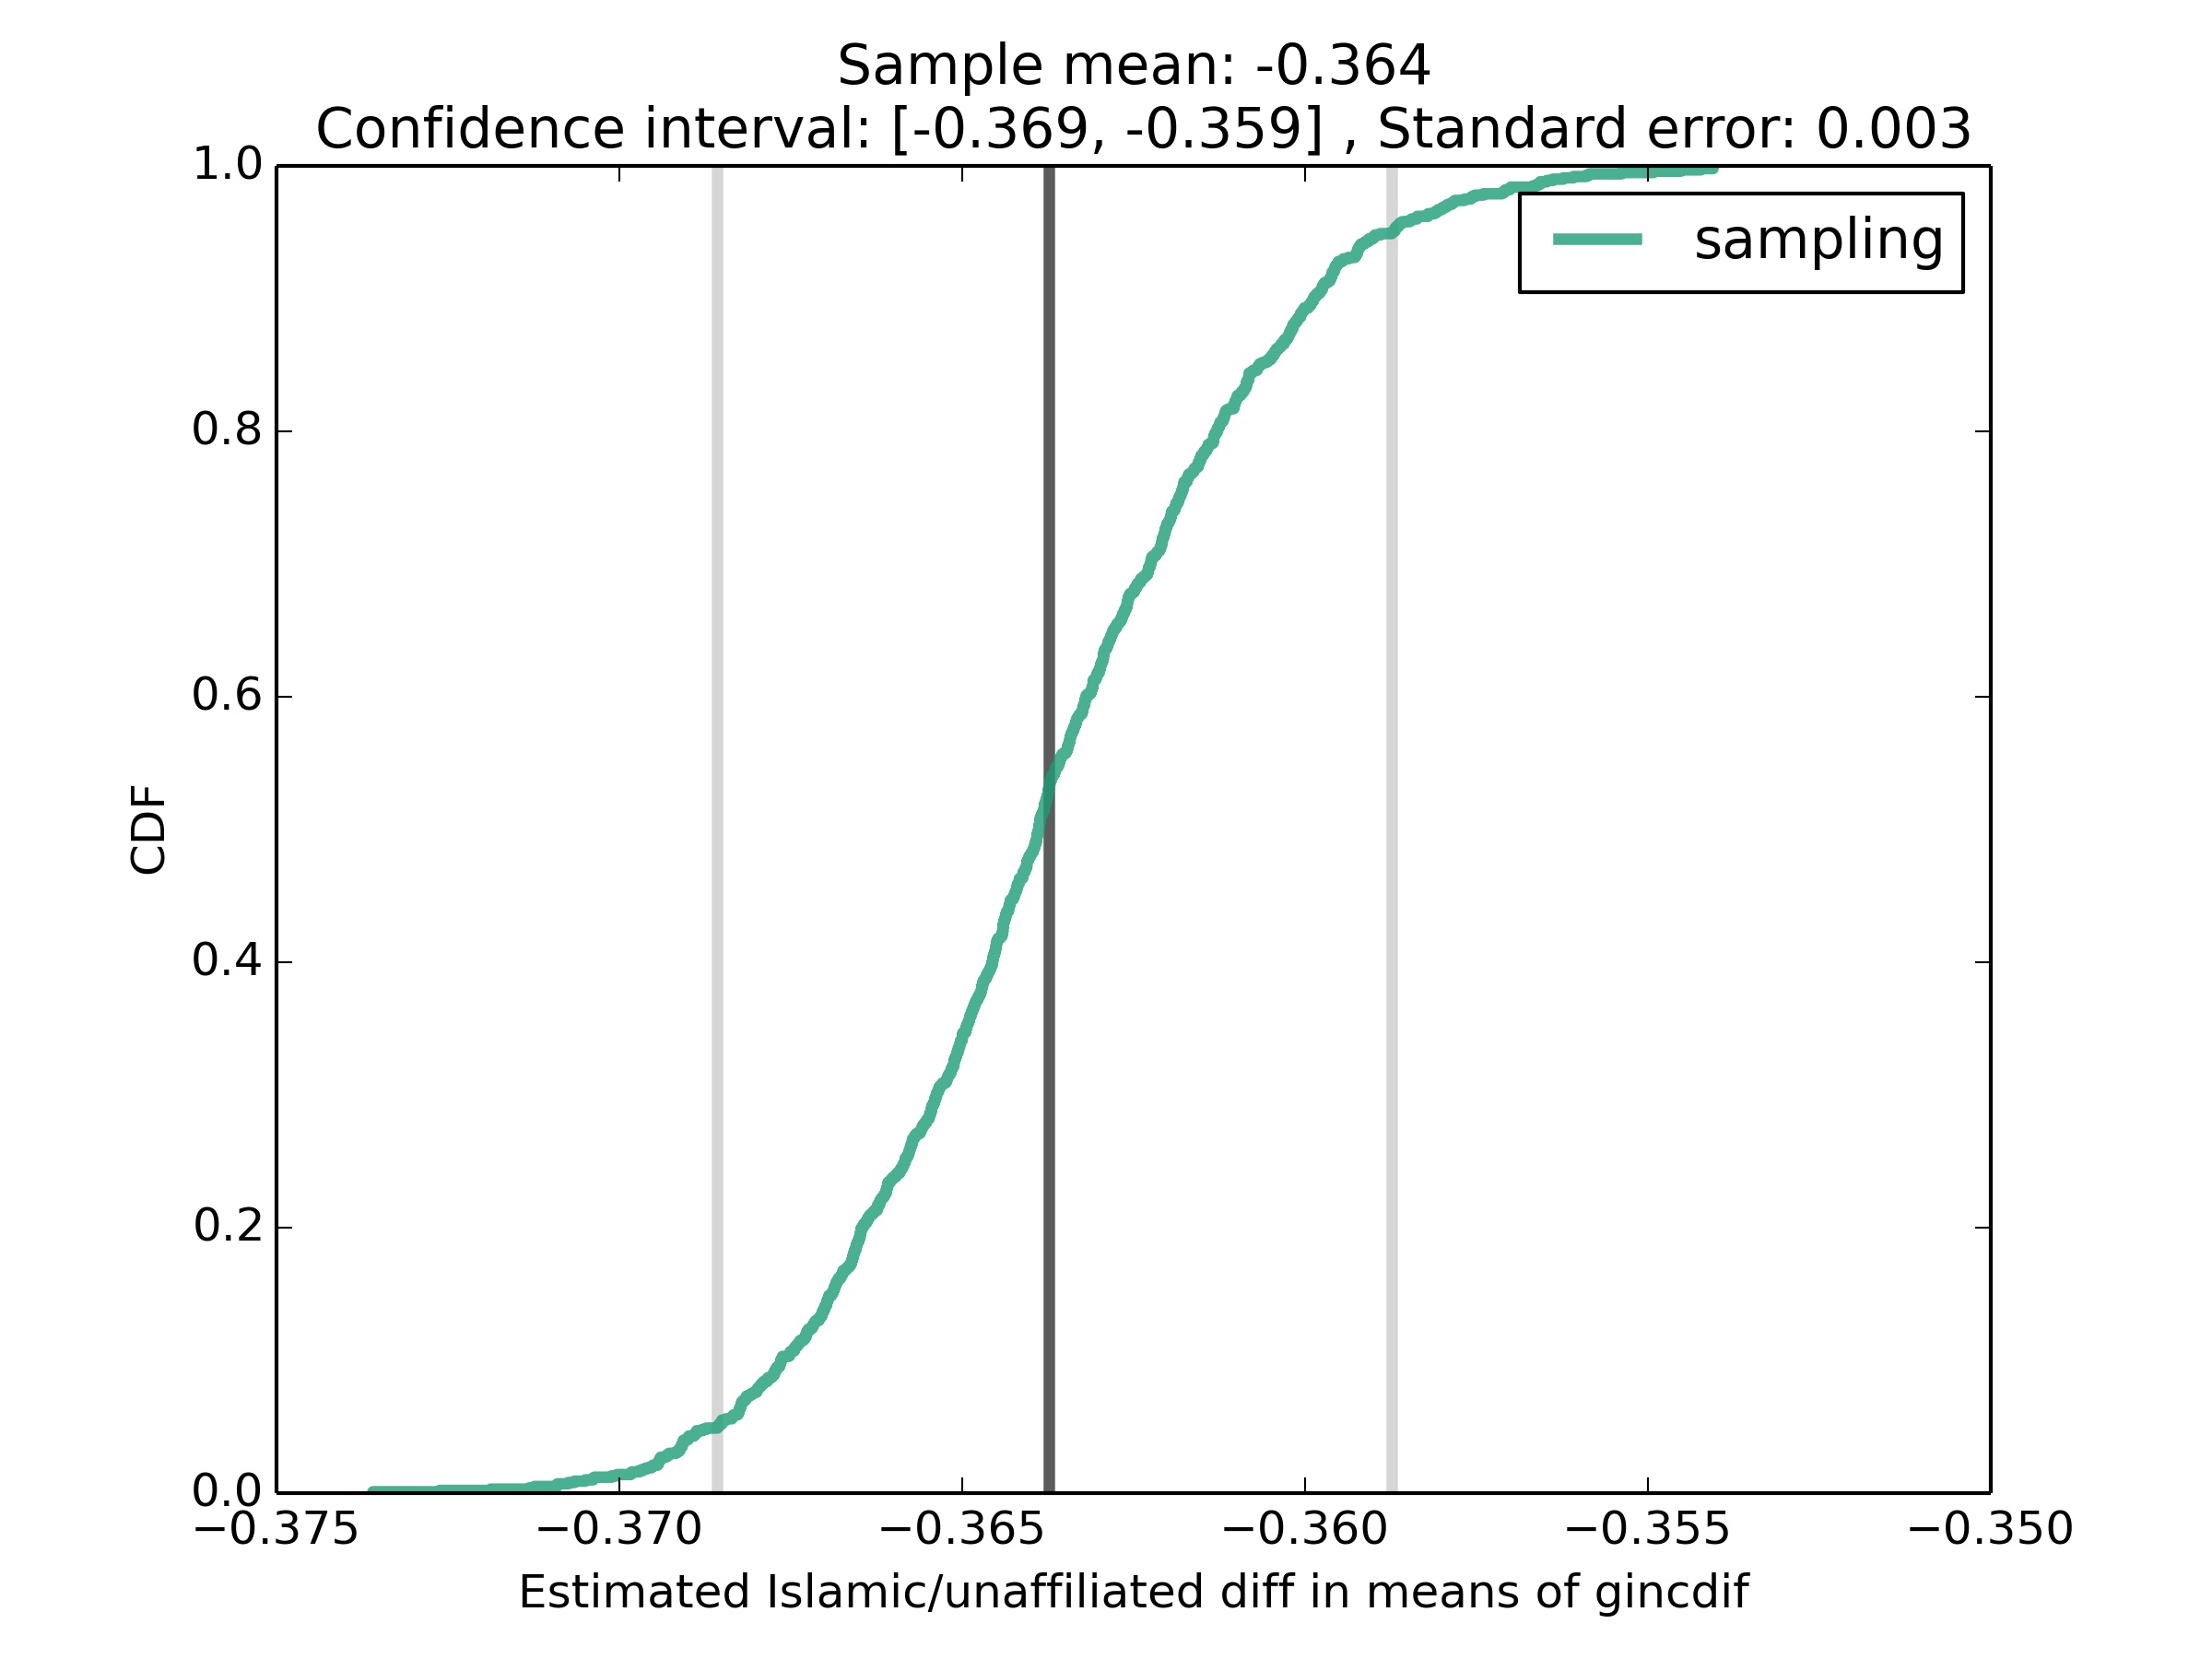 Sample mean: -0.364
Confidence interval: [-0.369, -0.359] , Standard error: 0.003
1.0
sampling
0.8
0.6
CDF
0.4
0.2
0.0
−0.375 −0.370 −0.365 −0.360 −0.355 −0.350
Estimated Islamic/unaffiliated diff in means of gincdif